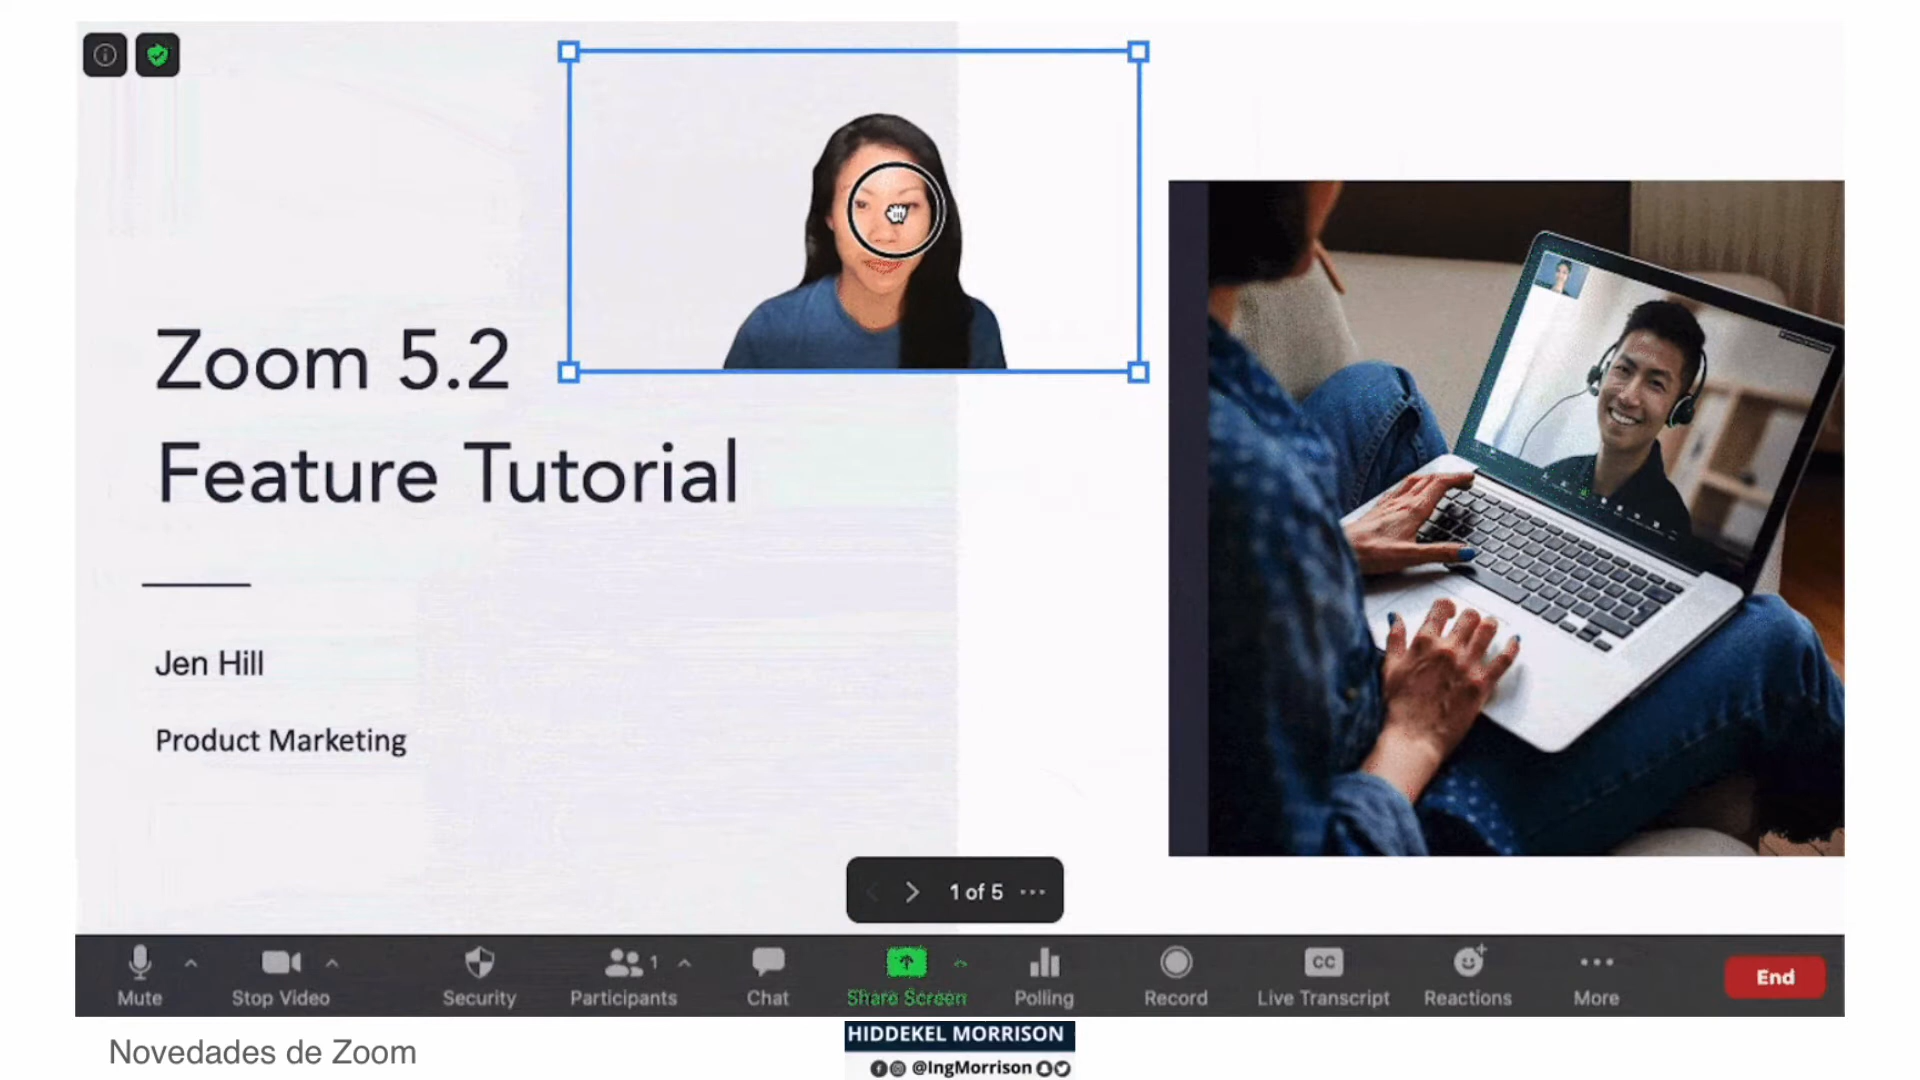 Zoom 5.2
Feature Tutorial
Jen Hill
Product Marketing
1 of 5
Mute
Stop Video
Security
1
Participants
Chat
Share Screen
Polling
Record
CC
Live Transcript
Reactions
More
End
Novedades de Zoom
HIDDEKEL MORRISON
@IngMorrison